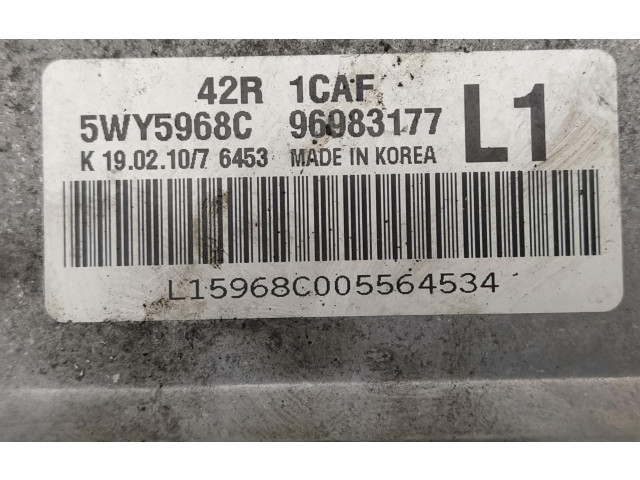 42R 1CAF
5WY5968C 96983177 L1
K 19.02.10/7 6453 MADE IN KOREA
L15968C005564534